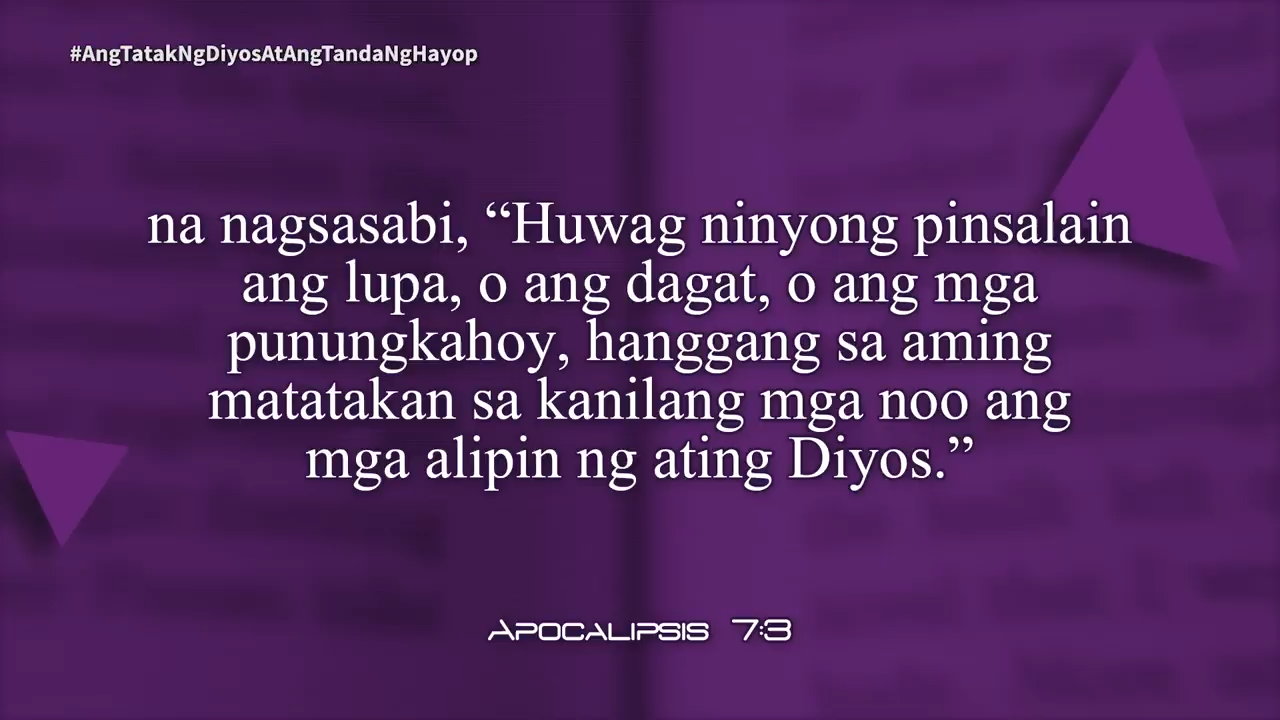 #AngTatakNgDiyosAtAngTandaNgHayop
na nagsasabi, “Huwag ninyong pinsalain
ang lupa, o ang dagat, o ang mga
punungkahoy, hanggang sa aming
matatakan sa kanilang mga noo ang
mga alipin ng ating Diyos.”
APOCALIPSIS 7:3